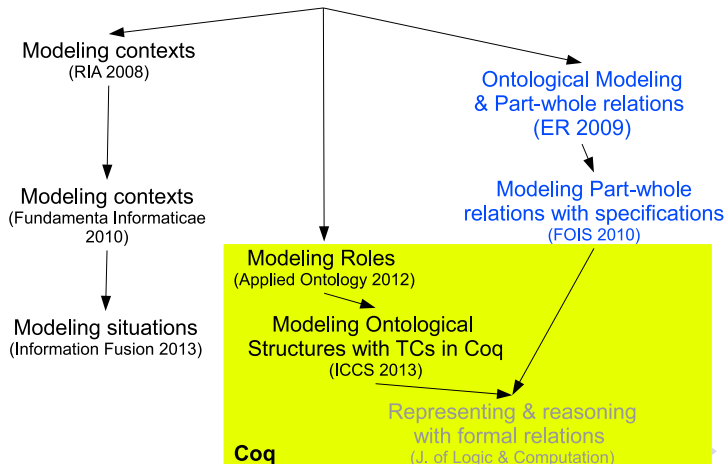 Modeling contexts
(RIA 2008)
Ontological Modeling
& Part-whole relations
(ER 2009)
Modeling contexts
(Fundamenta Informaticae
2010)
Modeling Part-whole
relations with specifications
(FOIS 2010)
Modeling Roles
(Applied Ontology 2012)
Modeling situations
(Information Fusion 2013)
Modeling Ontological
Structures with TCs in Coq
(ICCS 2013)
Representing & reasoning
with formal relations
(J. of Logic & Computation)
Coq